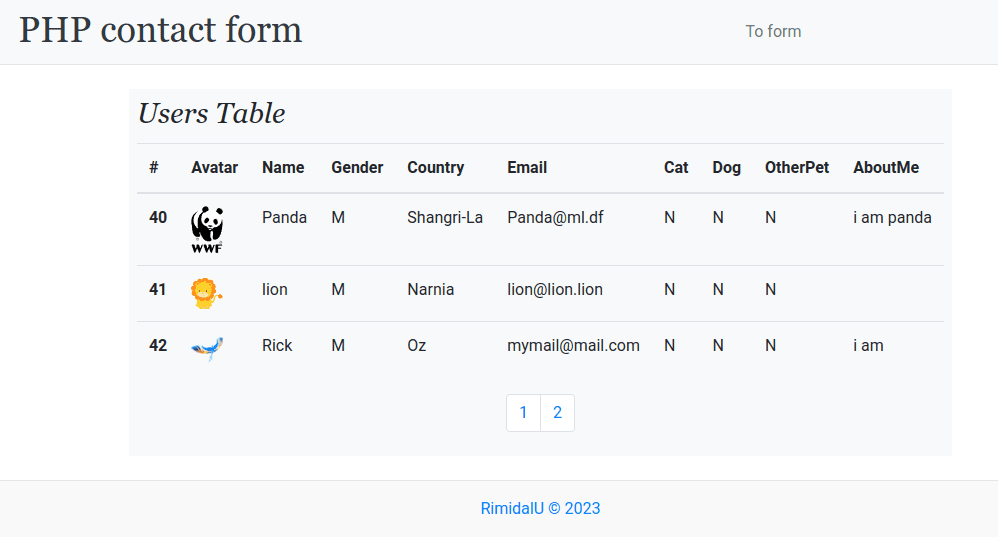 PHP contact form To form
Users Table
# Avatar Name Gender Country Email Cat Dog OtherPet AboutMe
40 WWF Panda M Shangri-La Panda@ml.df N N N i am panda
41 lion M Narnia lion@lion.lion N N N
42 Rick M Oz mymail@mail.com N N N i am
1 2
RimidalU © 2023